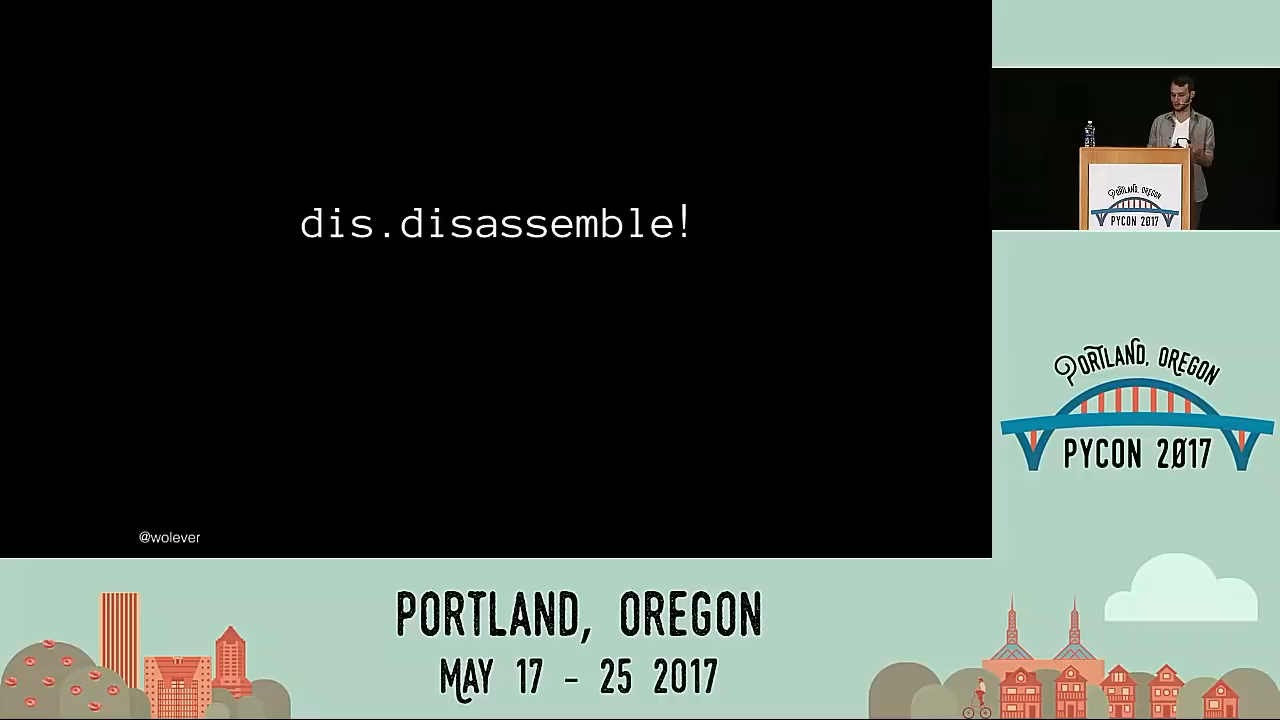 dis.disassemble!
@wolever
PORTLAND, OREGON
PYCON 2017
PORTLAND, OREGON
PYCON 2017
PORTLAND, OREGON
MAY 17 - 25 2017